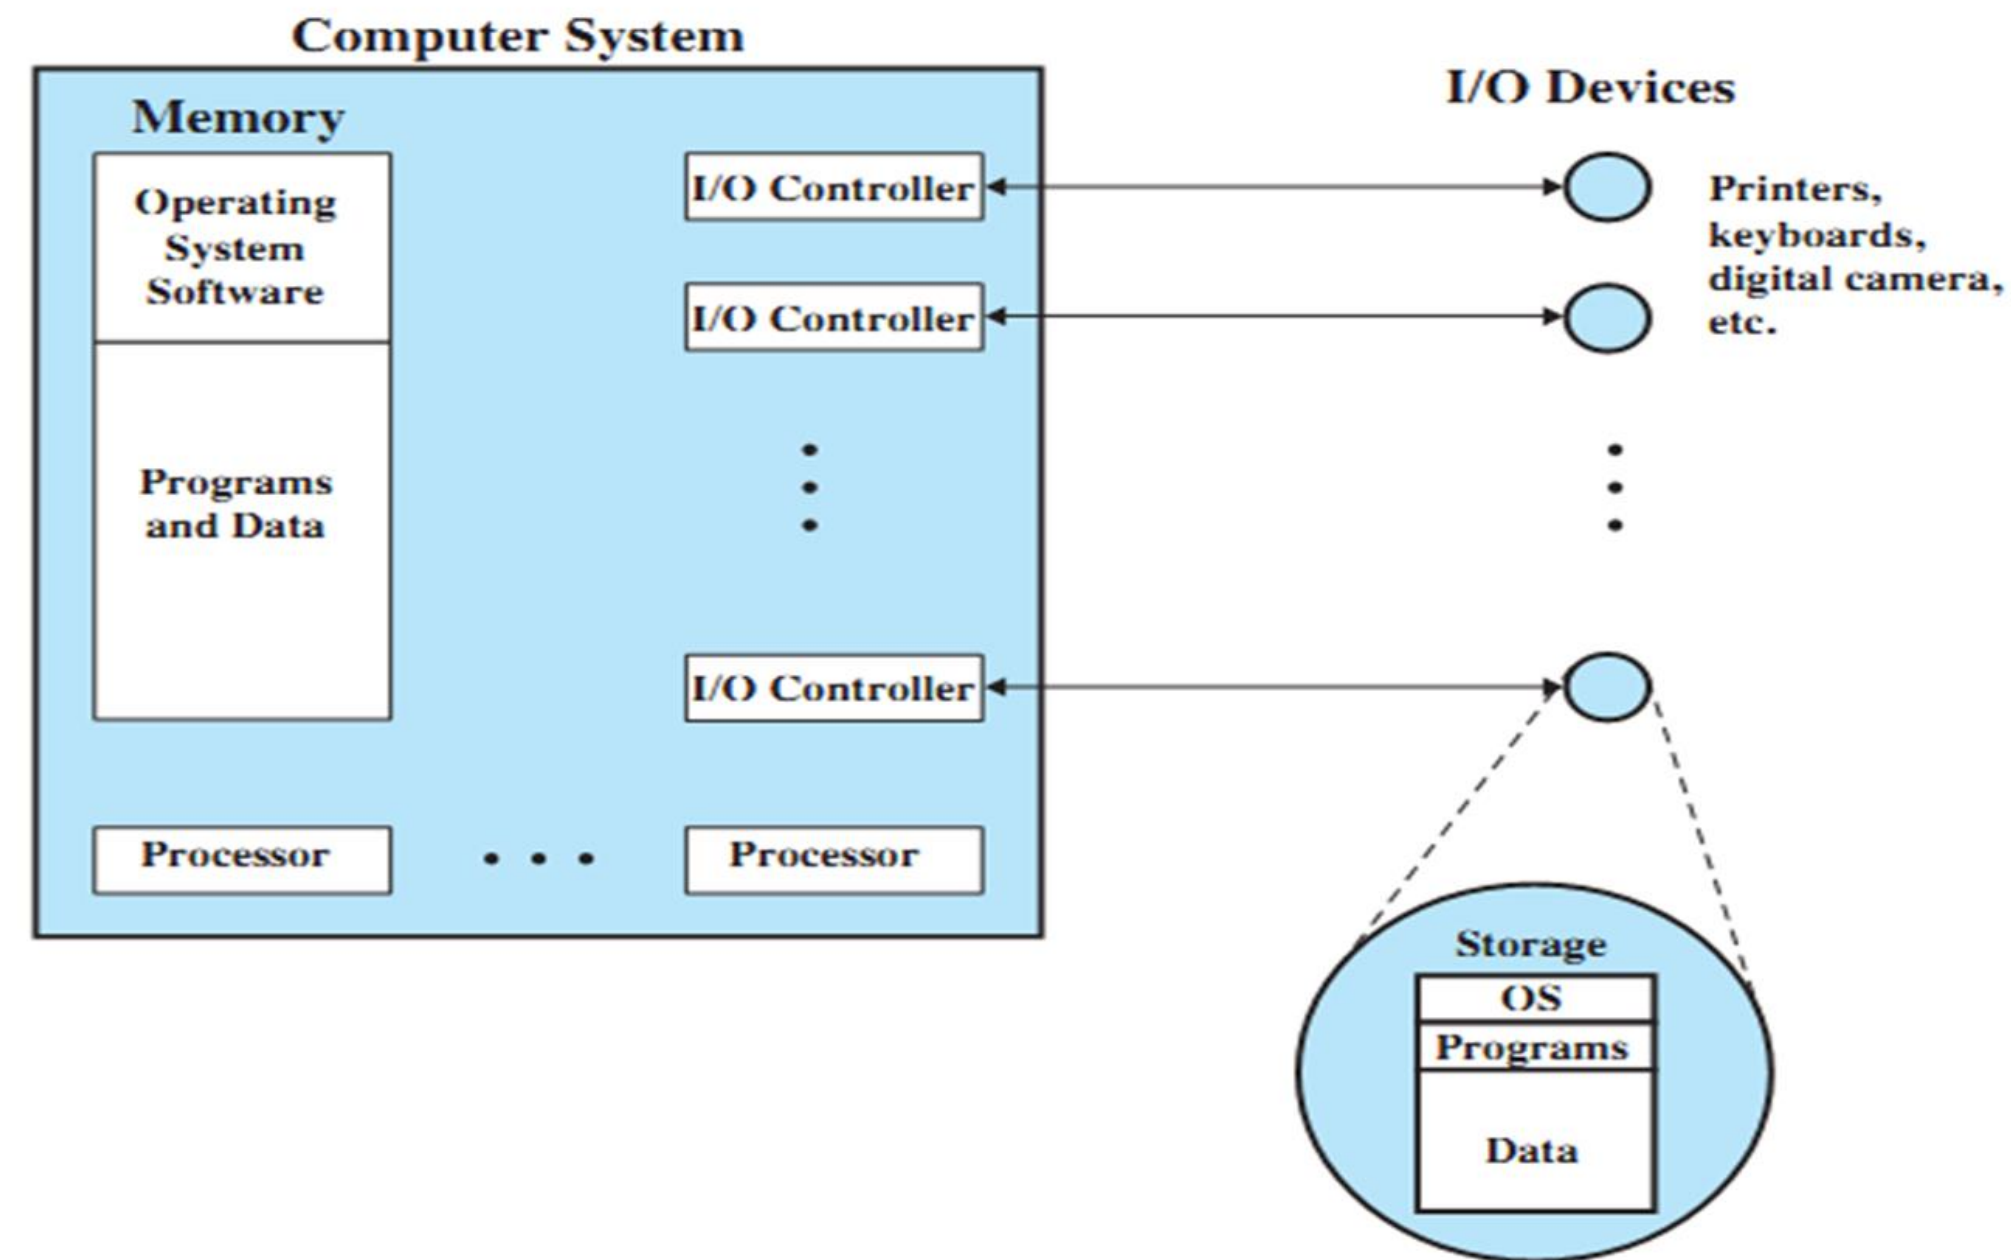 Computer System
Memory
Operating
System
Software
Programs
and Data
I/O Controller
I/O Controller
I/O Controller
Processor
Processor
I/O Devices
Printers,
keyboards,
digital camera,
etc.
Storage
OS
Programs
Data